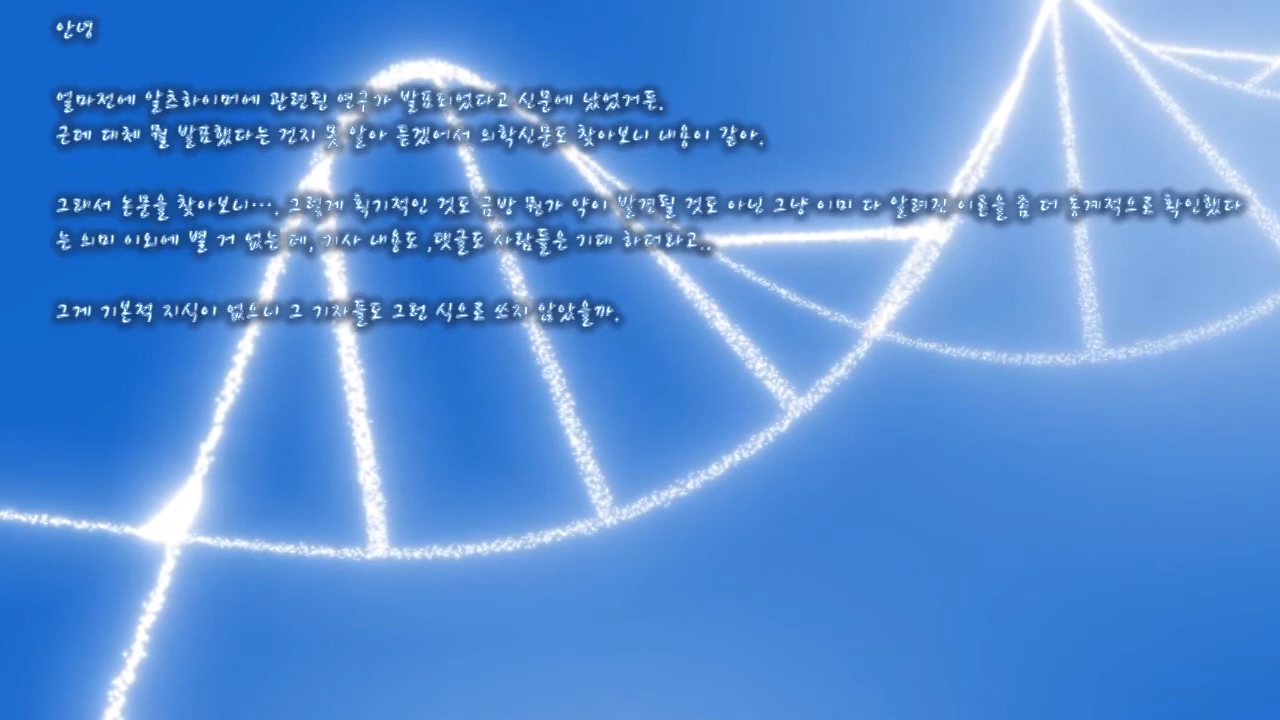 안녕
얼마전에 알츠하이머에 관련된 연구가 발표되었다고 신문에 났었거든.
근데 대체 뭘 발표했다는 건지 못 알아 듣겠어서 의학신문도 찾아보니 내용이 같아.
그래서 논문을 찾아보니…. 그렇게 획기적인 것도 금방 뭔가 약이 발견될 것도 아닌 그냥 이미 다 알려진 이론을 좀 더 통계적으로 확인했다
는 의미 이외에 별 거 없는 데, 기사 내용도 ,댓글도 사람들은 기대 하더라고..
그게 기본적 지식이 없으니 그 기자들도 그런 식으로 쓰지 않았을까.